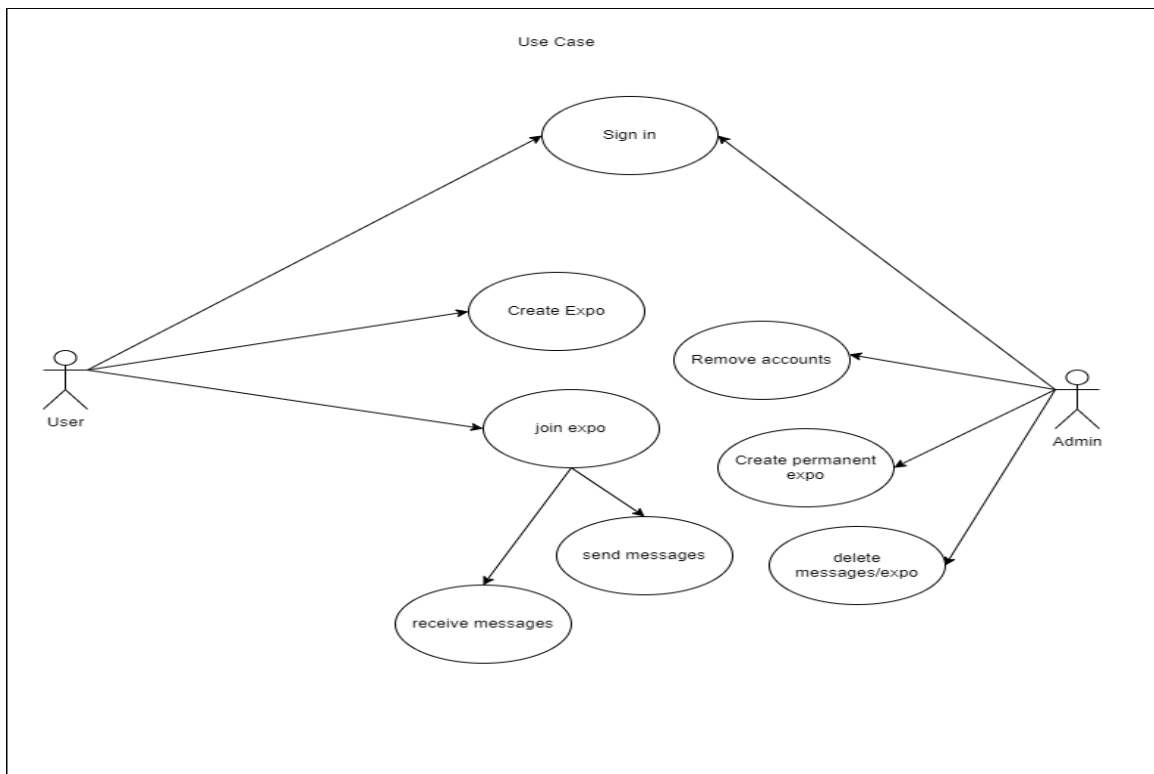 Use Case
Sign in
Create Expo
Remove accounts
User
join expo
Admin
Create permanent
expo
send messages
delete
messages/expo
receive messages